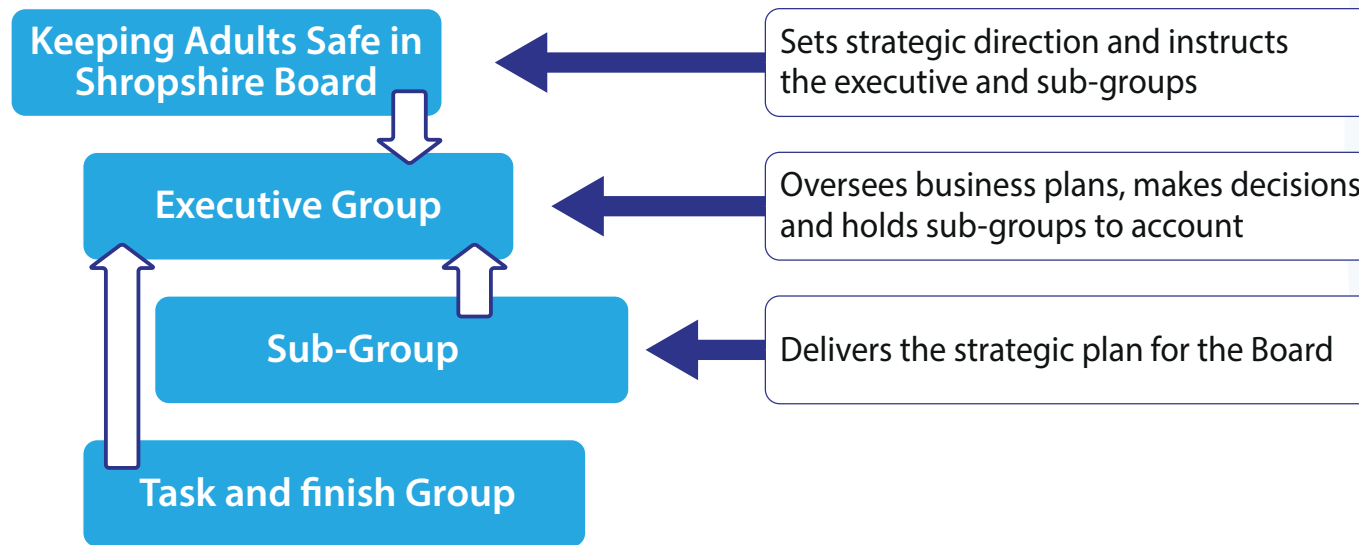 Keeping Adults Safe in
Shropshire Board
Sets strategic direction and instructs
the executive and sub-groups
Executive Group
Oversees business plans, makes decisions
and holds sub-groups to account
Sub-Group
Delivers the strategic plan for the Board
Task and finish Group